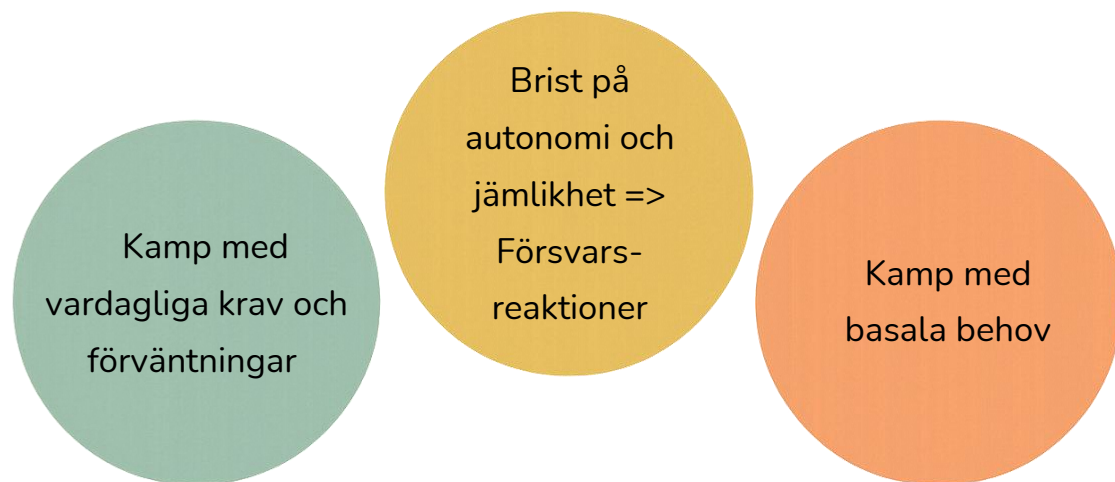 Kamp med
vardagliga krav och
förväntningar
Brist på
autonomi och
jämlikhet =>
Försvars-
reaktioner
Kamp med
basala behov